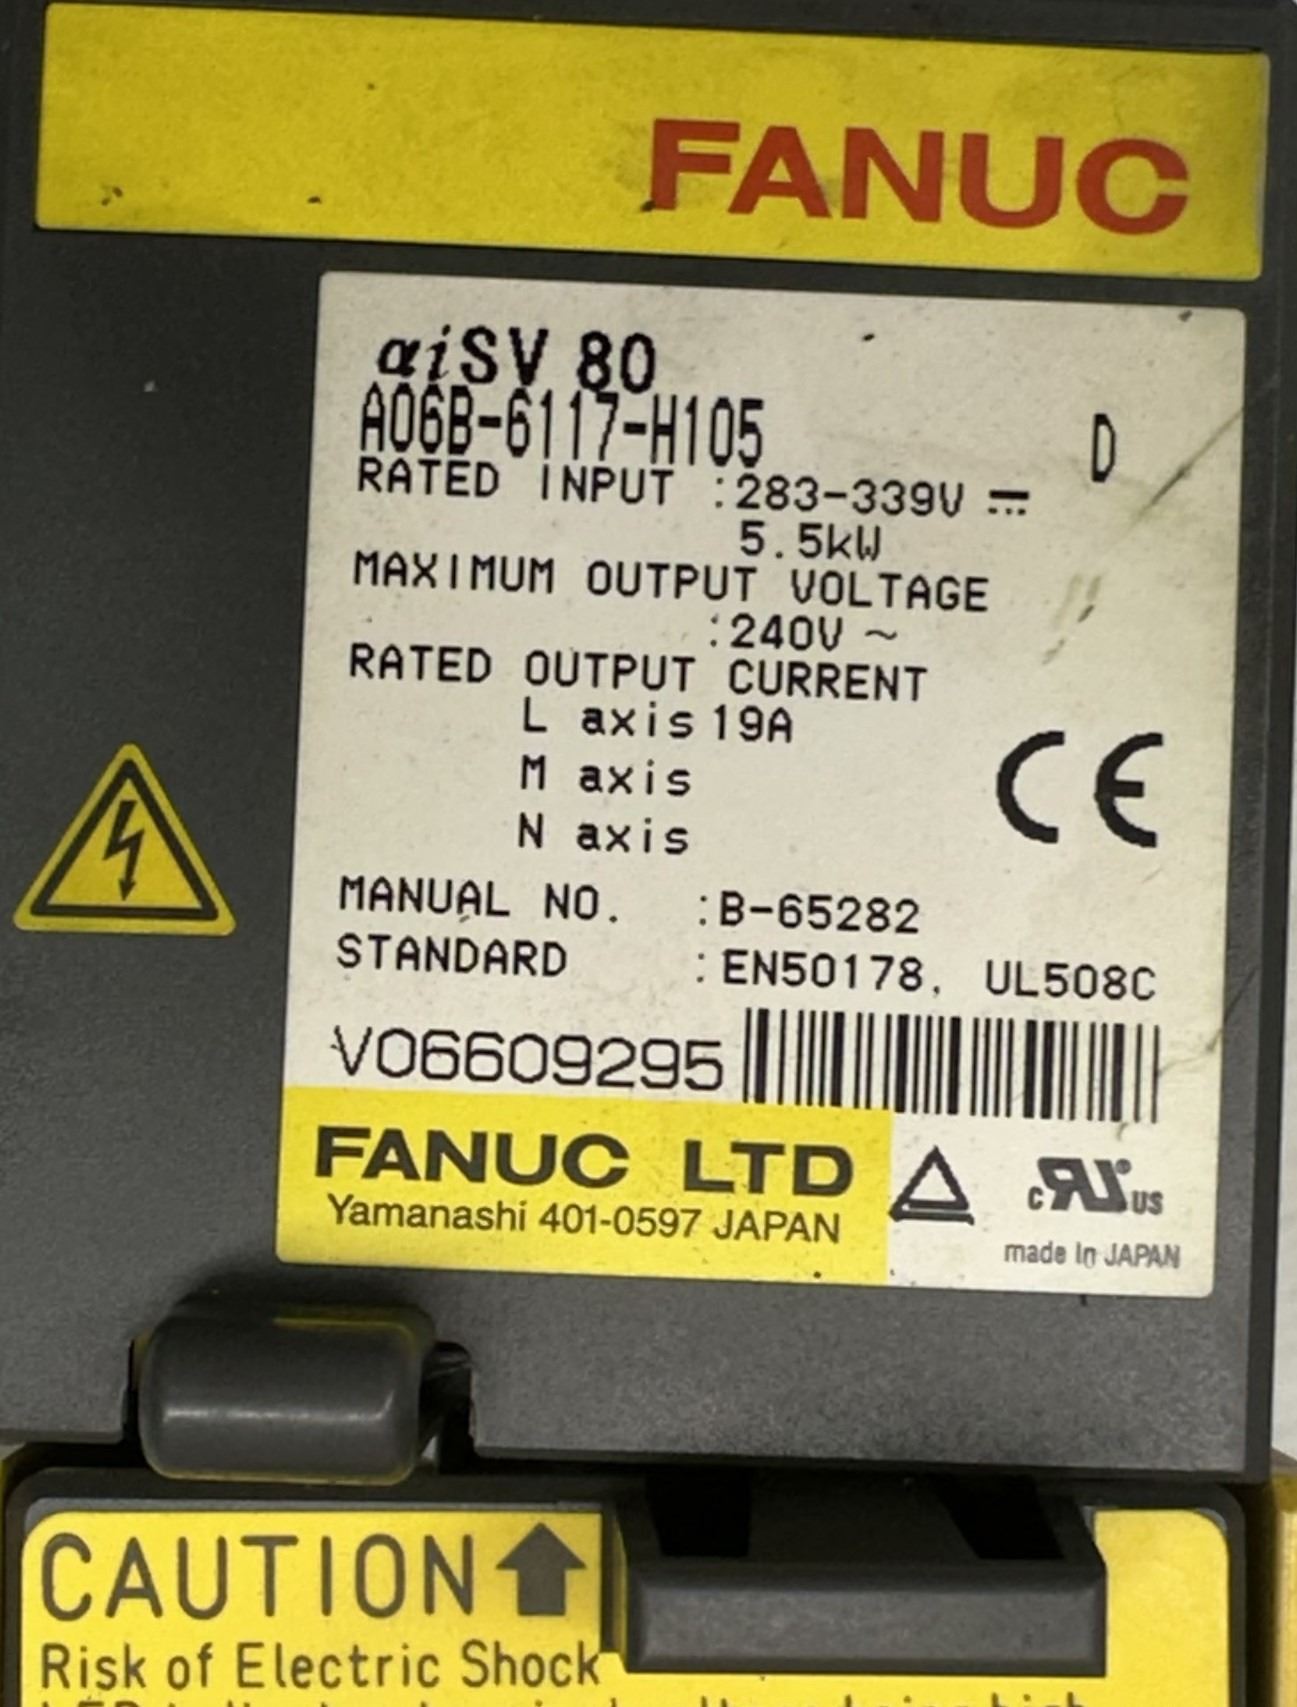 FANUC
αiSV 80
A06B-6117-H105 D
RATED INPUT :283-339V ⎓
5.5kW
MAXIMUM OUTPUT VOLTAGE
:240V ~
RATED OUTPUT CURRENT
L axis 19A
M axis
N axis
CE
MANUAL NO. :B-65282
STANDARD :EN50178, UL508C
V06609295
FANUC LTD
Yamanashi 401-0597 JAPAN
c RU US
made in JAPAN
CAUTION
Risk of Electric Shock